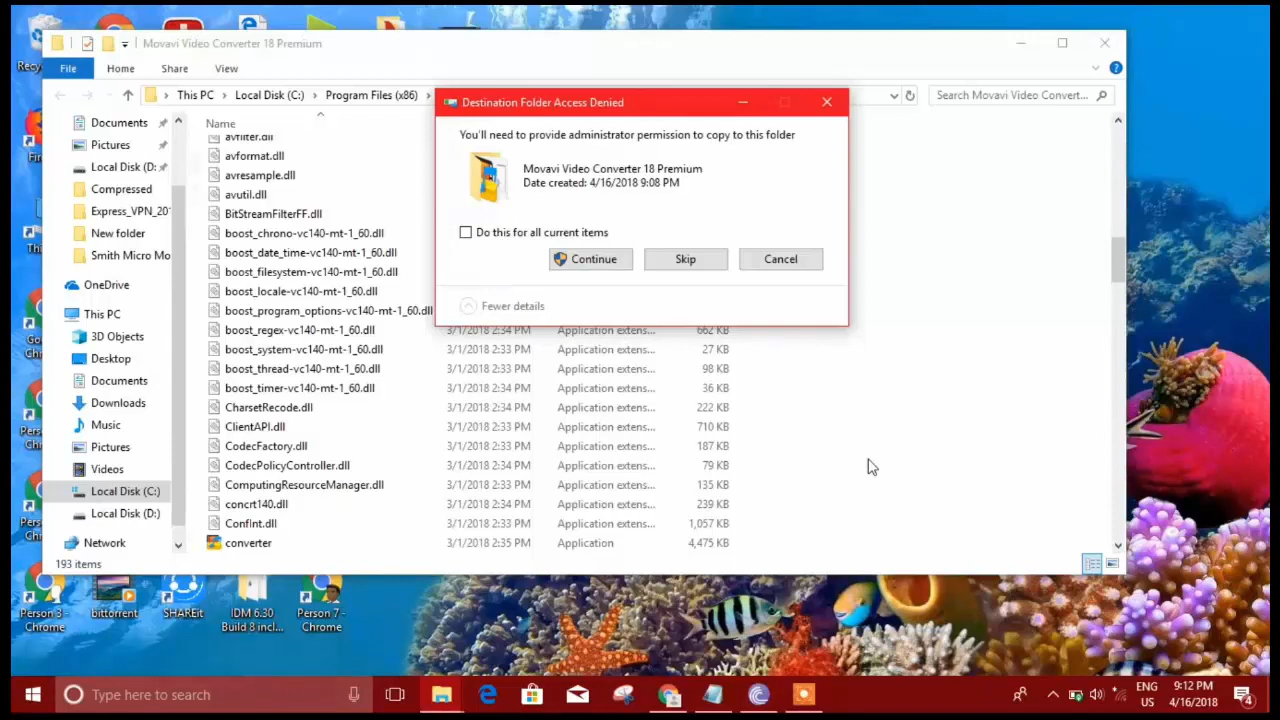 Movavi Video Converter 18 Premium
File
Home
Share
View
This PC
Local Disk (C:)
Program Files (x86)
Search Movavi Video Convert...
Destination Folder Access Denied
You'll need to provide administrator permission to copy to this folder
Movavi Video Converter 18 Premium
Date created: 4/16/2018 9:08 PM
Do this for all current items
Continue
Skip
Cancel
Fewer details
Documents
Pictures
Local Disk (D:
Compressed
Express_VPN_20
New folder
Smith Micro Mo
OneDrive
This PC
3D Objects
Desktop
Documents
Downloads
Music
Pictures
Videos
Local Disk (C:)
Local Disk (D:)
Network
Name
avfilter.dll
avformat.dll
avresample.dll
avutil.dll
BitStreamFilterFF.dll
boost_chrono-vc140-mt-1_60.dll
boost_date_time-vc140-mt-1_60.dll
boost_filesystem-vc140-mt-1_60.dll
boost_locale-vc140-mt-1_60.dll
boost_program_options-vc140-mt-1_60.dll
boost_regex-vc140-mt-1_60.dll 3/1/2018 2:34 PM Application extens... 662 KB
boost_system-vc140-mt-1_60.dll 3/1/2018 2:33 PM Application extens... 27 KB
boost_thread-vc140-mt-1_60.dll 3/1/2018 2:33 PM Application extens... 98 KB
boost_timer-vc140-mt-1_60.dll 3/1/2018 2:34 PM Application extens... 36 KB
CharsetRecode.dll 3/1/2018 2:34 PM Application extens... 222 KB
ClientAPI.dll 3/1/2018 2:33 PM Application extens... 710 KB
CodecFactory.dll 3/1/2018 2:33 PM Application extens... 187 KB
CodecPolicyController.dll 3/1/2018 2:34 PM Application extens... 79 KB
ComputingResourceManager.dll 3/1/2018 2:33 PM Application extens... 135 KB
concrt140.dll 3/1/2018 2:34 PM Application extens... 239 KB
ConfInt.dll 3/1/2018 2:33 PM Application extens... 1,057 KB
converter 3/1/2018 2:35 PM Application 4,475 KB
193 items
Person 3 -
Chrome
bittorrent
SHAREit
IDM 6.30
Build 8 incl...
Person 7 -
Chrome
Type here to search
ENG
US
9:12 PM
4/16/2018
4